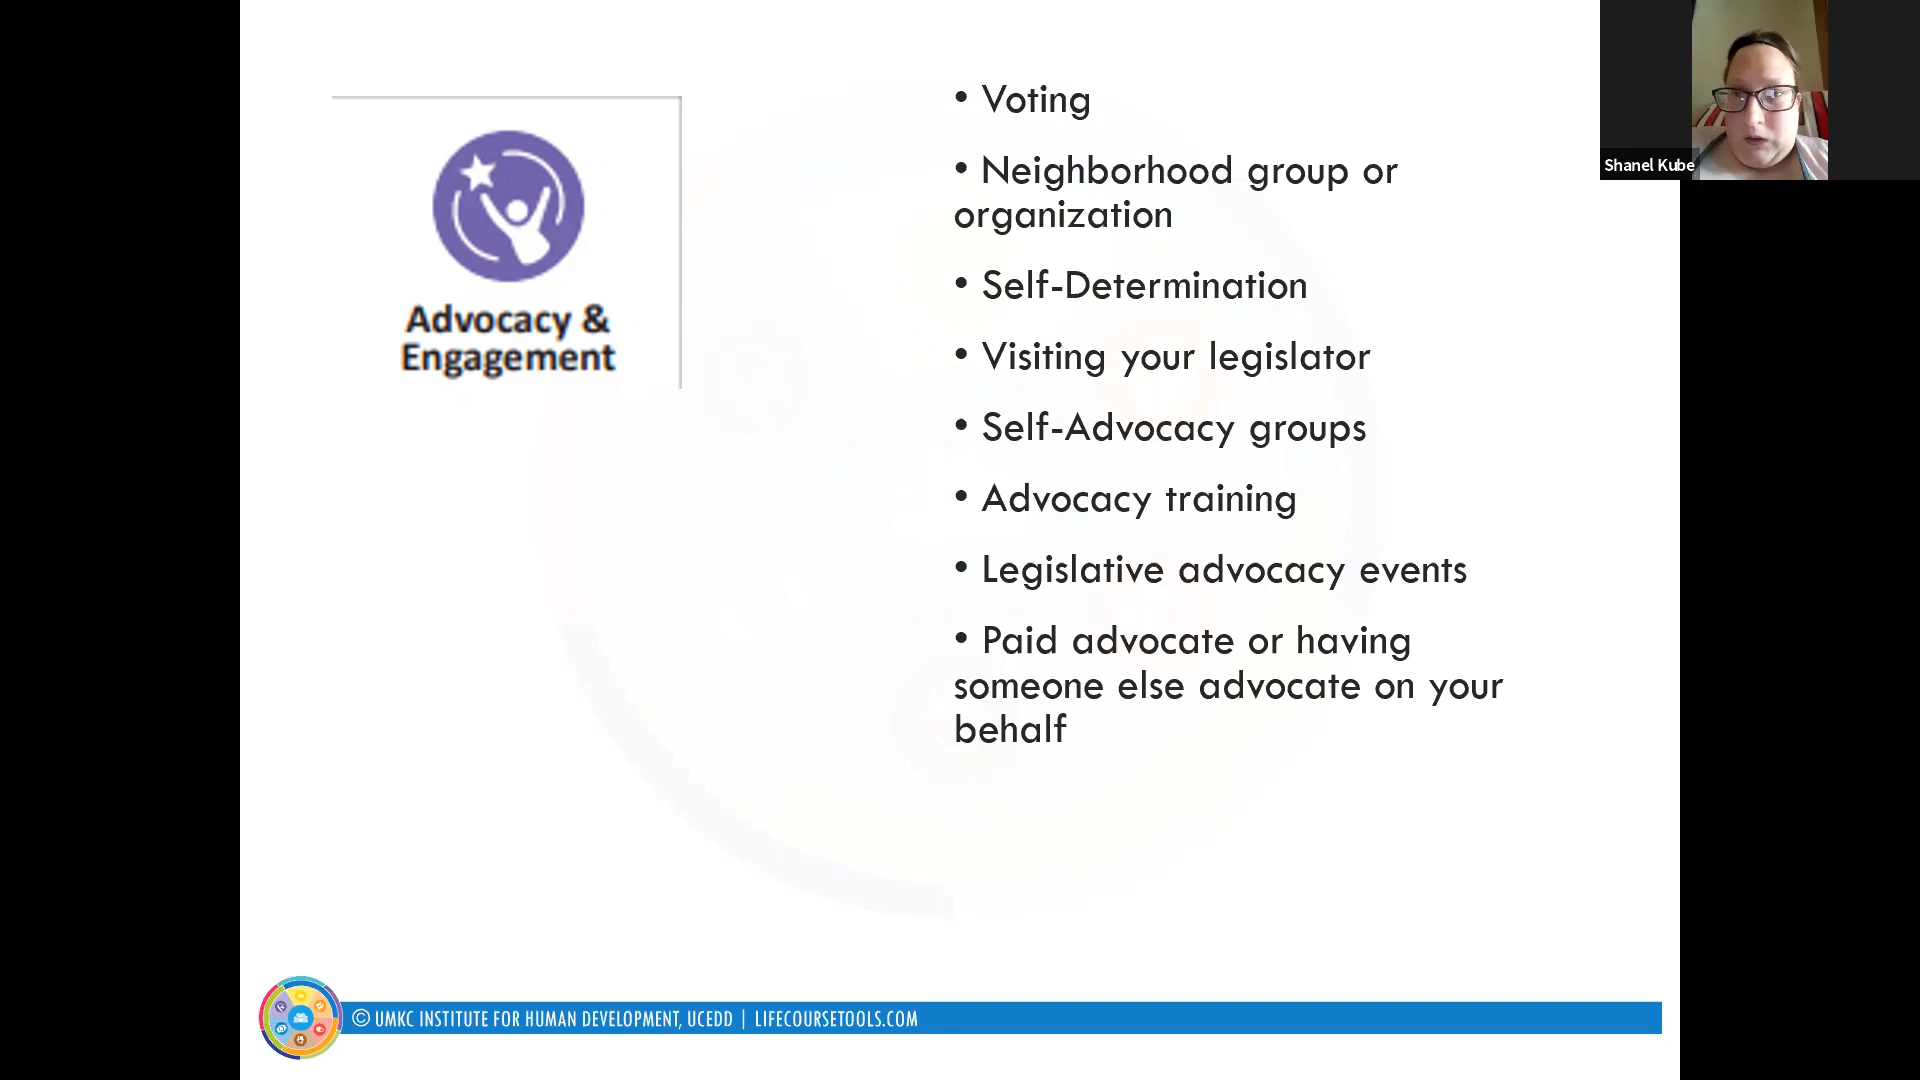 Advocacy &
Engagement
• Voting
• Neighborhood group or
organization
• Self-Determination
• Visiting your legislator
• Self-Advocacy groups
• Advocacy training
• Legislative advocacy events
• Paid advocate or having
someone else advocate on your
behalf
Shanel Kube
© UMKC INSTITUTE FOR HUMAN DEVELOPMENT, UCEDD | LIFECOURSETOOLS.COM